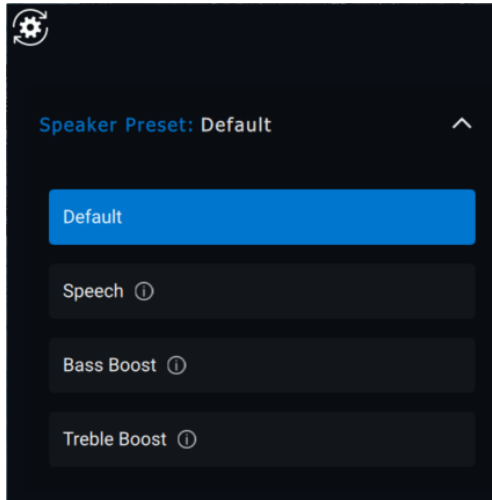 Speaker Preset: Default
Default
Speech
Bass Boost
Treble Boost